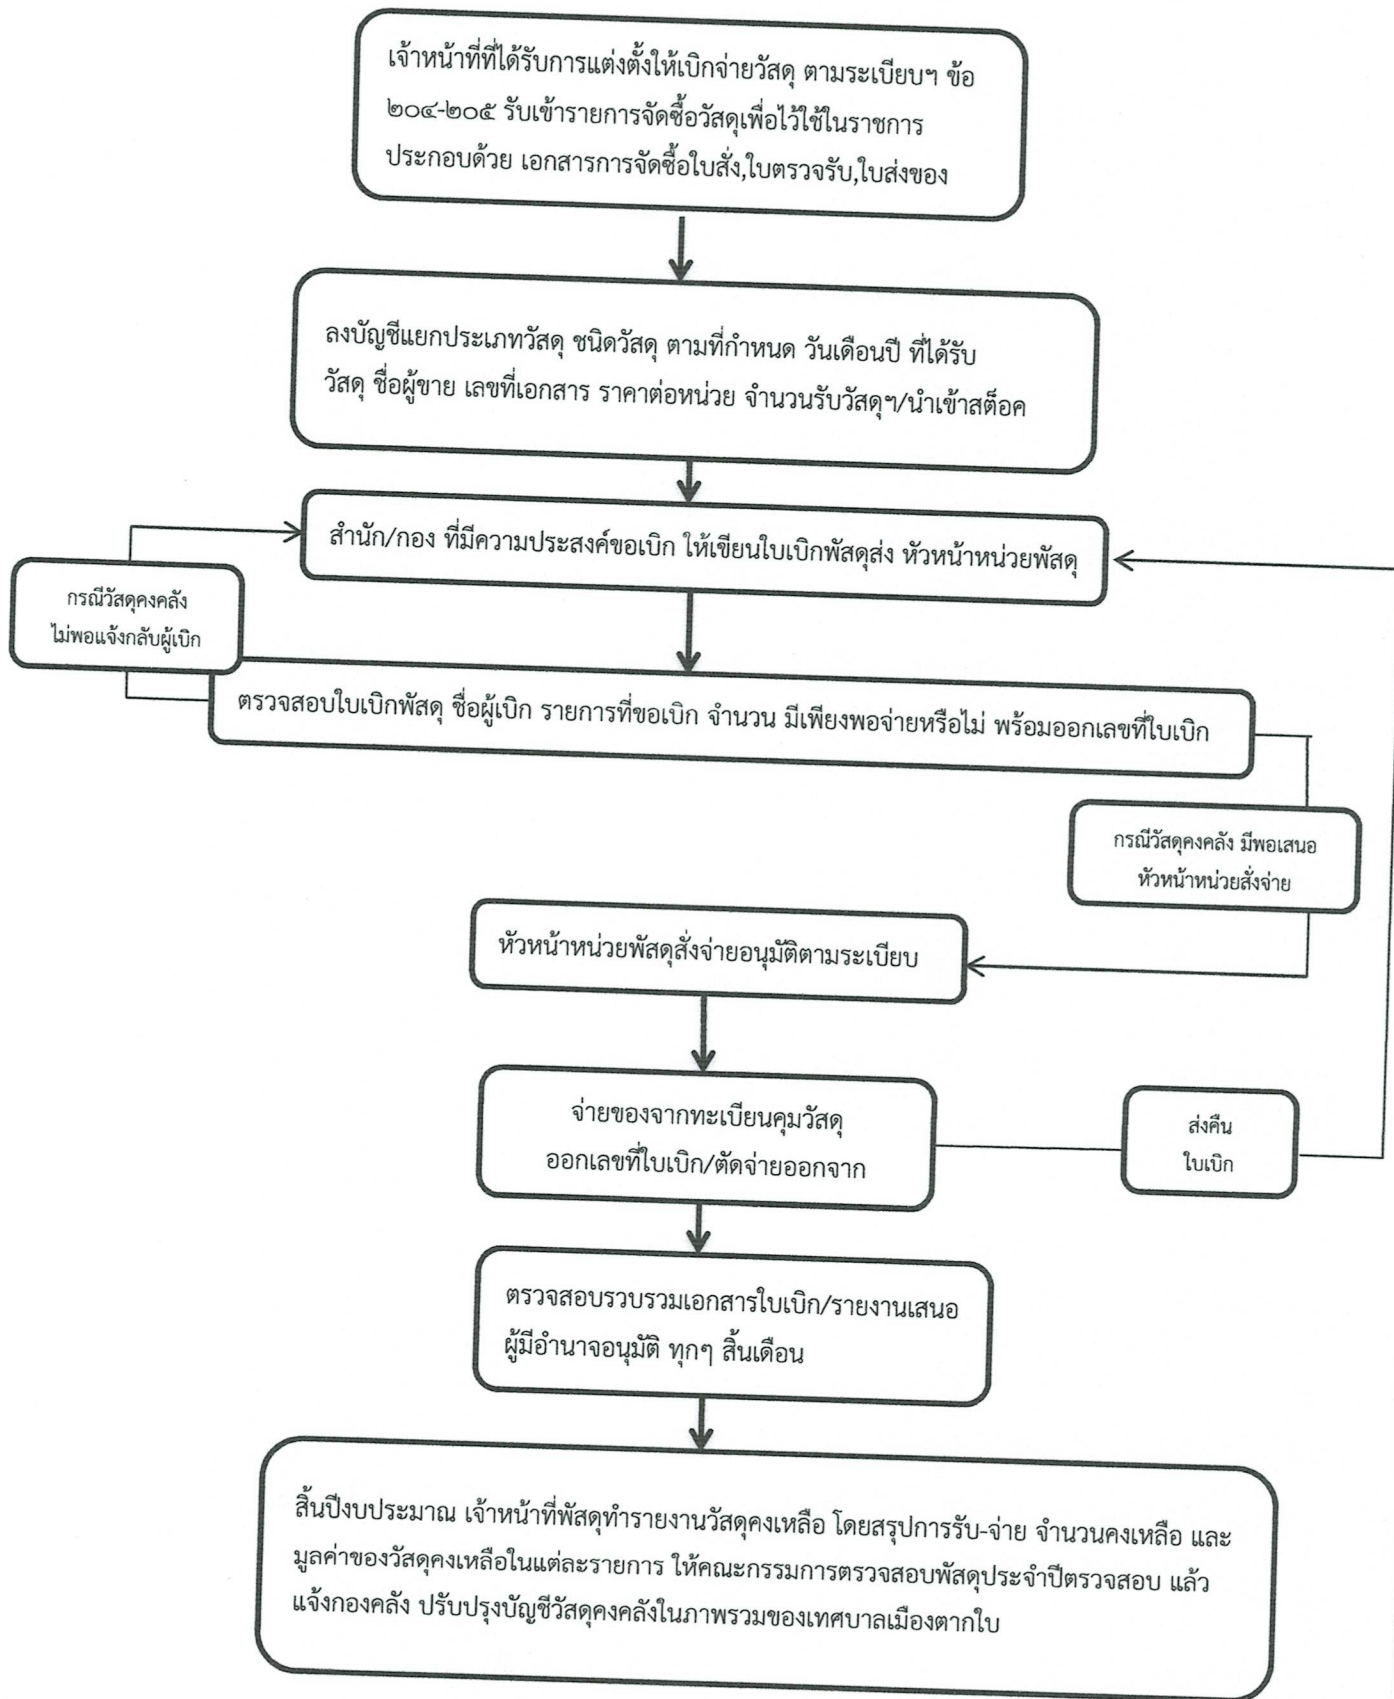 เจ้าหน้าที่ที่ได้รับการแต่งตั้งให้เบิกจ่ายวัสดุ ตามระเบียบฯ ข้อ
๒๐๔-๒๐๕ รับเข้ารายการจัดซื้อวัสดุเพื่อไว้ใช้ในราชการ
ประกอบด้วย เอกสารการจัดซื้อใบสั่ง,ใบตรวจรับ,ใบส่งของ
ลงบัญชีแยกประเภทวัสดุ ชนิดวัสดุ ตามที่กำหนด วันเดือนปี ที่ได้รับ
วัสดุ ชื่อผู้ขาย เลขที่เอกสาร ราคาต่อหน่วย จำนวนรับวัสดุฯ/นำเข้าสต็อค
สำนัก/กอง ที่มีความประสงค์ขอเบิก ให้เขียนใบเบิกพัสดุส่ง หัวหน้าหน่วยพัสดุ
กรณีวัสดุคงคลัง
ไม่พอแจ้งกลับผู้เบิก
ตรวจสอบใบเบิกพัสดุ ชื่อผู้เบิก รายการที่ขอเบิก จำนวน มีเพียงพอจ่ายหรือไม่ พร้อมออกเลขที่ใบเบิก
กรณีวัสดุคงคลัง มีพอเสนอ
หัวหน้าหน่วยสั่งจ่าย
หัวหน้าหน่วยพัสดุสั่งจ่ายอนุมัติตามระเบียบ
จ่ายของจากทะเบียนคุมวัสดุ
ออกเลขที่ใบเบิก/ตัดจ่ายออกจาก
ส่งคืน
ใบเบิก
ตรวจสอบรวบรวมเอกสารใบเบิก/รายงานเสนอ
ผู้มีอำนาจอนุมัติ ทุกๆ สิ้นเดือน
สิ้นปีงบประมาณ เจ้าหน้าที่พัสดุทำรายงานวัสดุคงเหลือ โดยสรุปการรับ-จ่าย จำนวนคงเหลือ และ
มูลค่าของวัสดุคงเหลือในแต่ละรายการ ให้คณะกรรมการตรวจสอบพัสดุประจำปีตรวจสอบ แล้ว
แจ้งกองคลัง ปรับปรุงบัญชีวัสดุคงคลังในภาพรวมของเทศบาลเมืองตากใบ